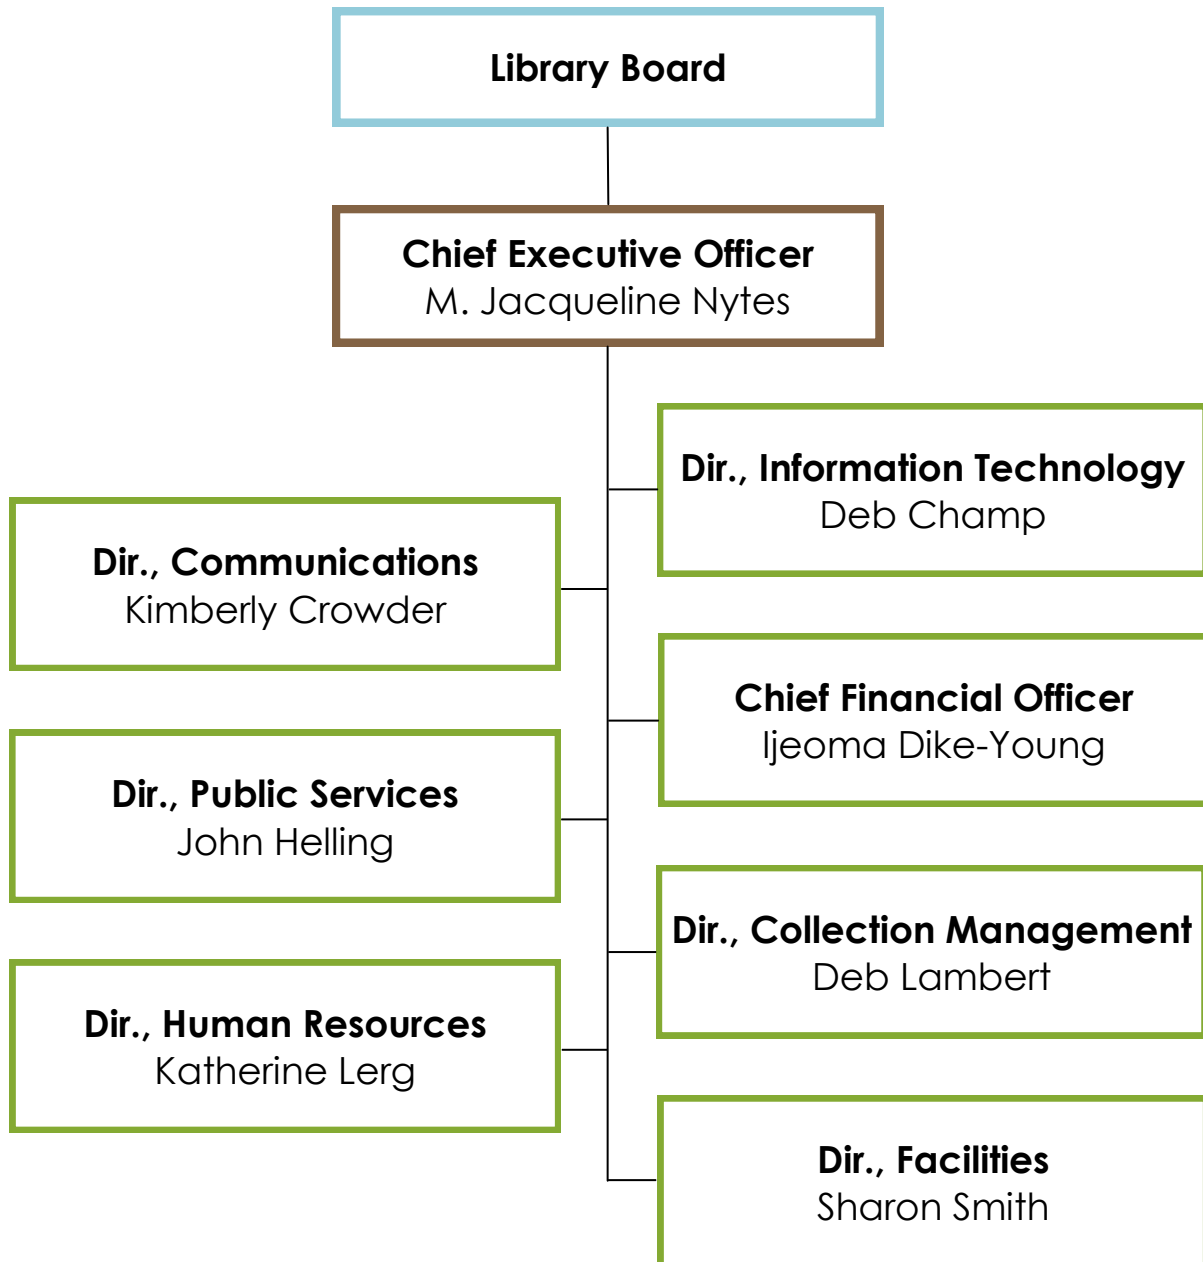 Library Board
Chief Executive Officer
M. Jacqueline Nytes
Dir., Information Technology
Deb Champ
Dir., Communications
Kimberly Crowder
Chief Financial Officer
Ijeoma Dike-Young
Dir., Public Services
John Helling
Dir., Collection Management
Deb Lambert
Dir., Human Resources
Katherine Lerg
Dir., Facilities
Sharon Smith